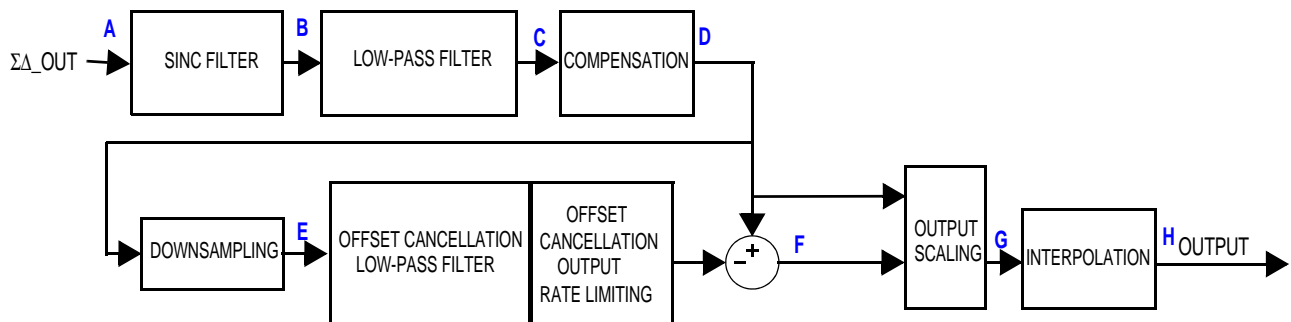 A
B
C
D
ΣΔ_OUT
SINC FILTER
LOW-PASS FILTER
COMPENSATION
DOWNSAMPLING
E
OFFSET CANCELLATION
LOW-PASS FILTER
OFFSET
CANCELLATION
OUTPUT
RATE LIMITING
–
+
F
OUTPUT
SCALING
G
INTERPOLATION
H
OUTPUT